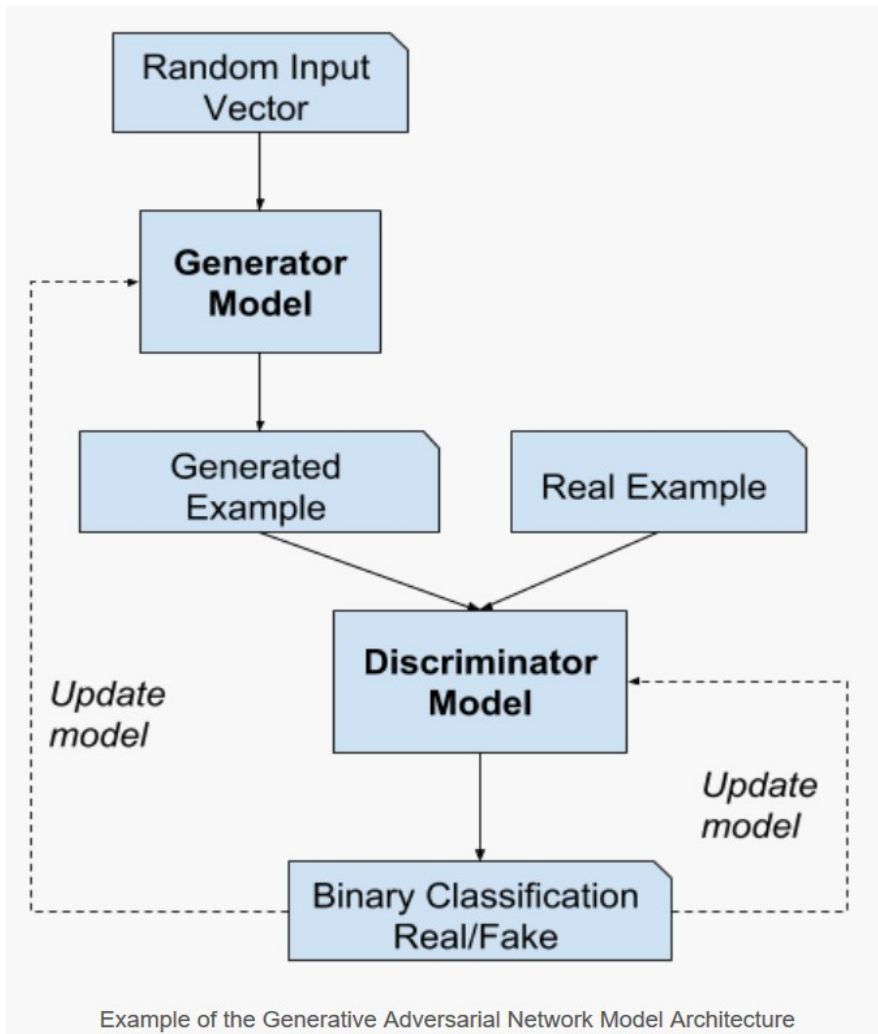 Random Input
Vector
Generator
Model
Generated
Example
Real Example
Discriminator
Model
Update
model
Update
model
Binary Classification
Real/Fake
Example of the Generative Adversarial Network Model Architecture